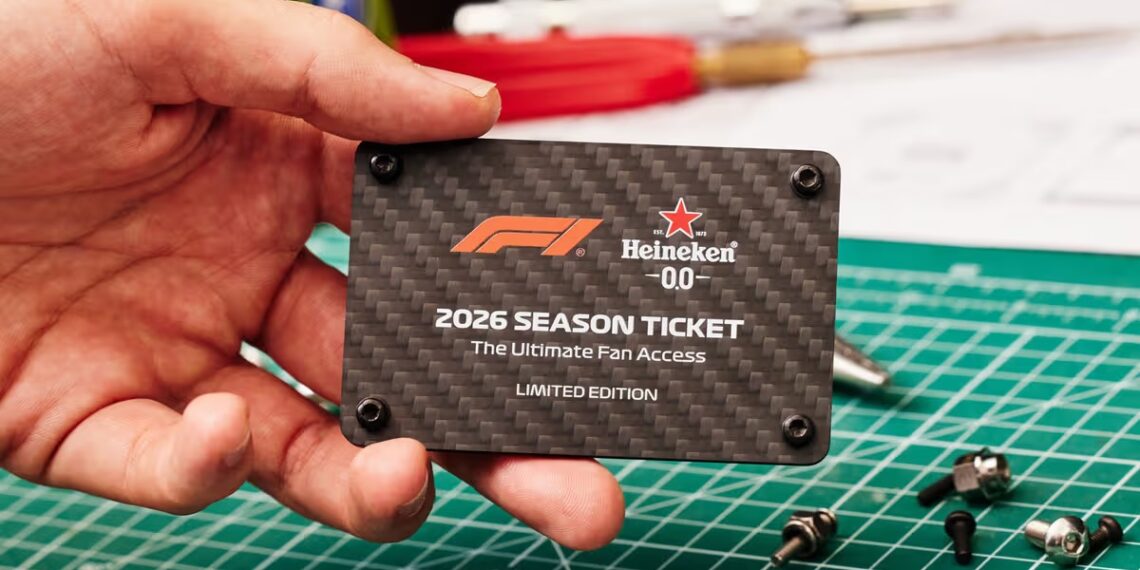 F1®
EST. 1873
Heineken®
0.0
2026 SEASON TICKET
The Ultimate Fan Access
LIMITED EDITION